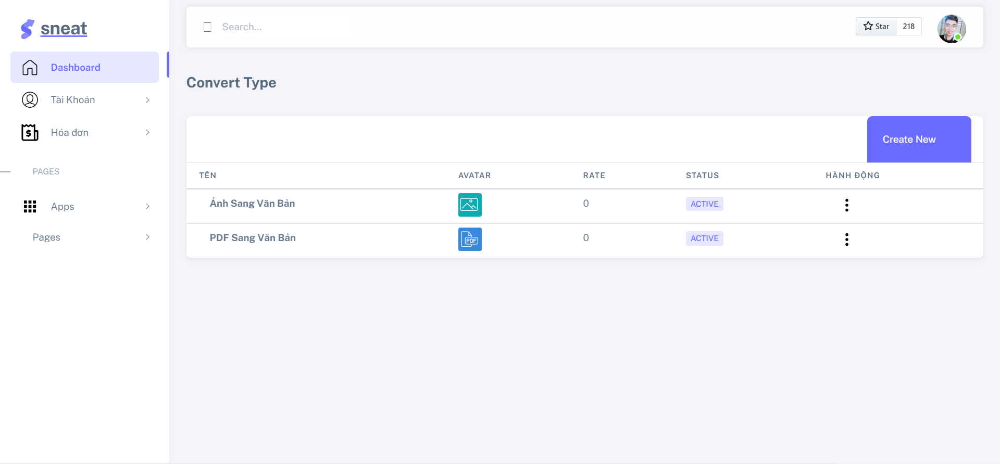 sneat
Dashboard
Tài Khoản
Hóa đơn
PAGES
Apps
Pages
Search...
Star 218
Convert Type
Create New
TÊN AVATAR RATE STATUS HÀNH ĐỘNG
Ảnh Sang Văn Bản 0 ACTIVE
PDF Sang Văn Bản PDF 0 ACTIVE